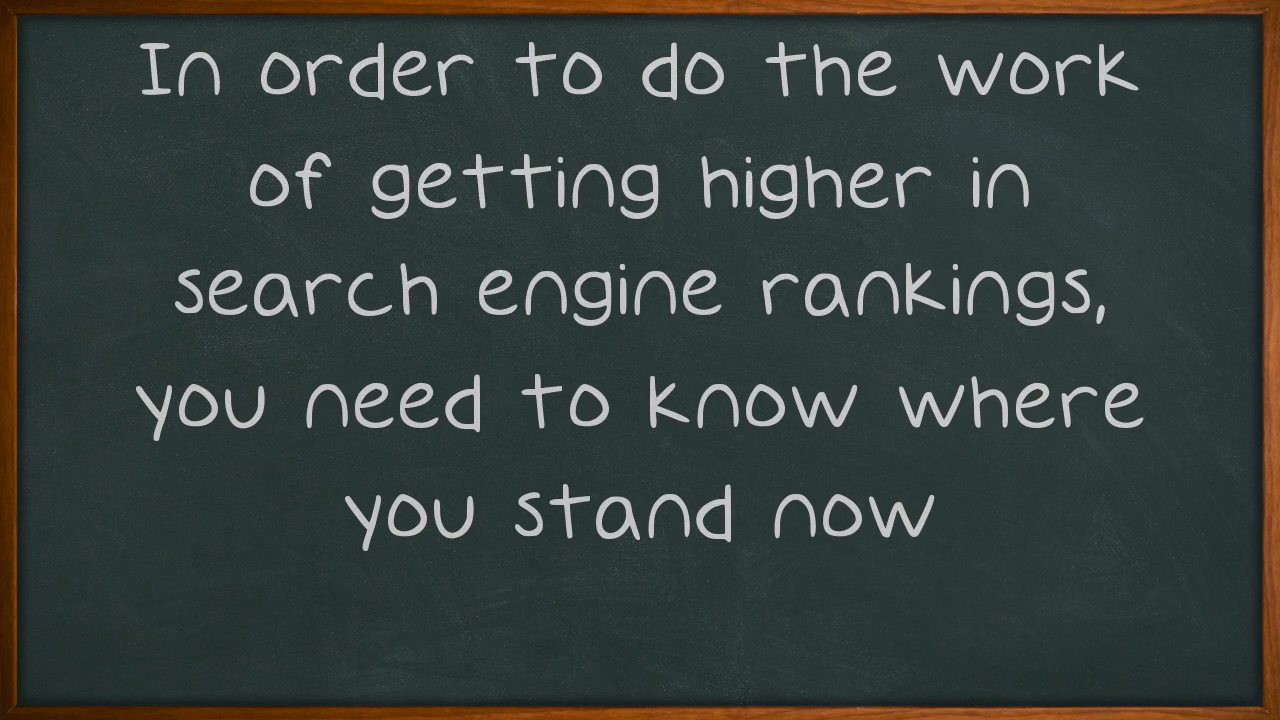 In order to do the work
of getting higher in
search engine rankings,
you need to know where
you stand now